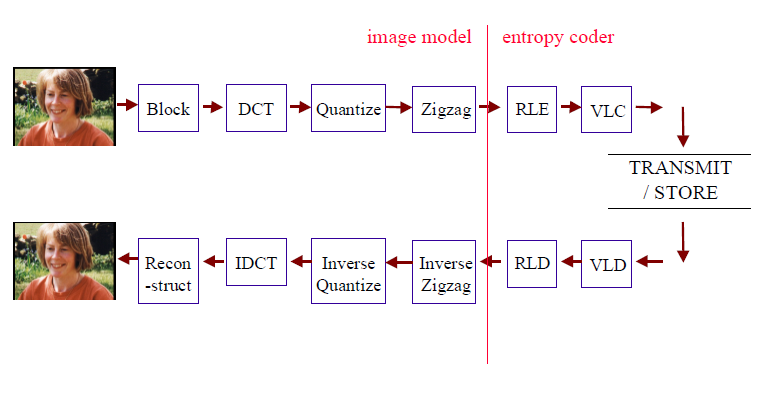 image model
entropy coder
Block
DCT
Quantize
Zigzag
RLE
VLC
TRANSMIT
/ STORE
Recon
-struct
IDCT
Inverse
Quantize
Inverse
Zigzag
RLD
VLD